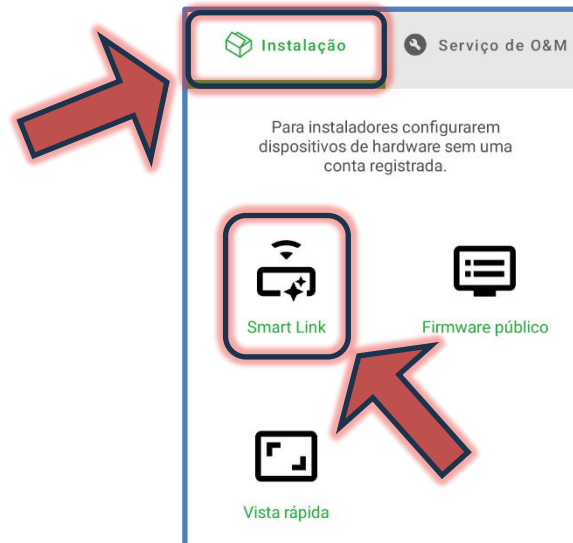 Instalação
Serviço de O&M
Para instaladores configurarem
dispositivos de hardware sem uma
conta registrada.
Smart Link
Firmware público
Vista rápida